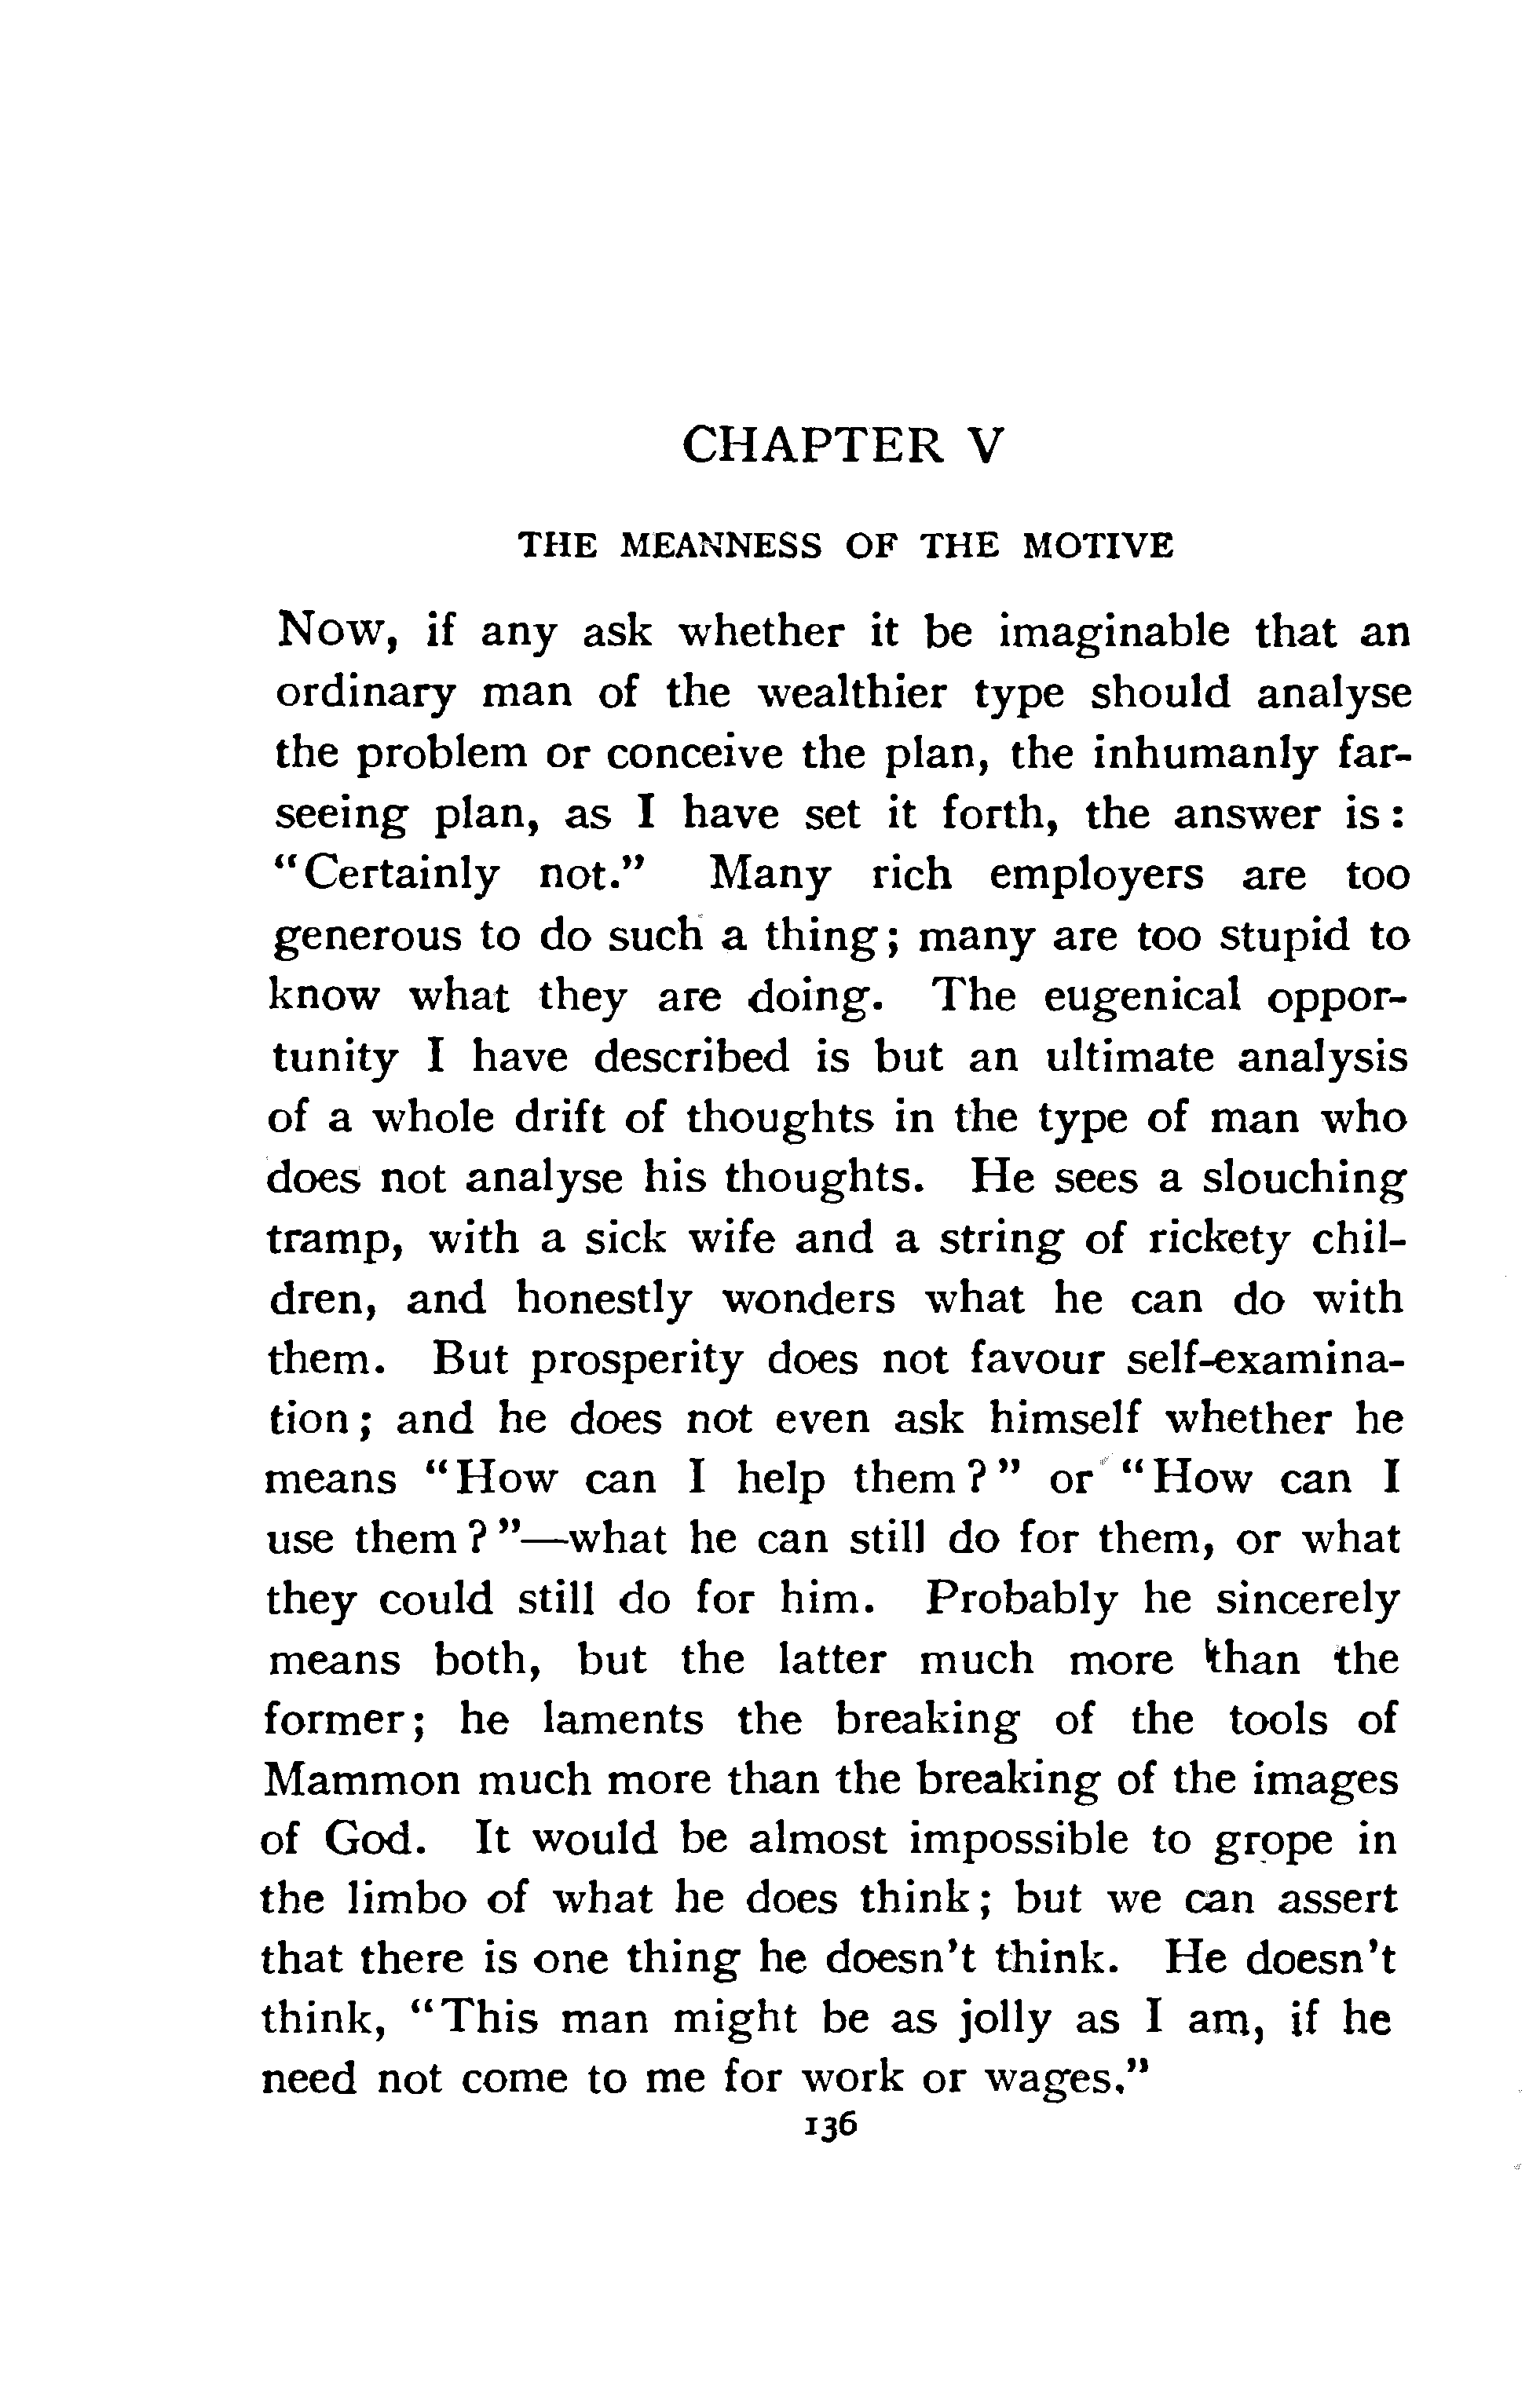 CHAPTER V
THE MEANNESS OF THE MOTIVE
Now, if any ask whether it be imaginable that an
ordinary man of the wealthier type should analyse
the problem or conceive the plan, the inhumanly far-
seeing plan, as I have set it forth, the answer is:
"Certainly not." Many rich employers are too
generous to do such a thing; many are too stupid to
know what they are doing. The eugenical oppor-
tunity I have described is but an ultimate analysis
of a whole drift of thoughts in the type of man who
does not analyse his thoughts. He sees a slouching
tramp, with a sick wife and a string of rickety chil-
dren, and honestly wonders what he can do with
them. But prosperity does not favour self-examina-
tion; and he does not even ask himself whether he
means "How can I help them?" or "How can I
use them?"—what he can still do for them, or what
they could still do for him. Probably he sincerely
means both, but the latter much more than the
former; he laments the breaking of the tools of
Mammon much more than the breaking of the images
of God. It would be almost impossible to grope in
the limbo of what he does think; but we can assert
that there is one thing he doesn't think. He doesn't
think, "This man might be as jolly as I am, if he
need not come to me for work or wages."
136